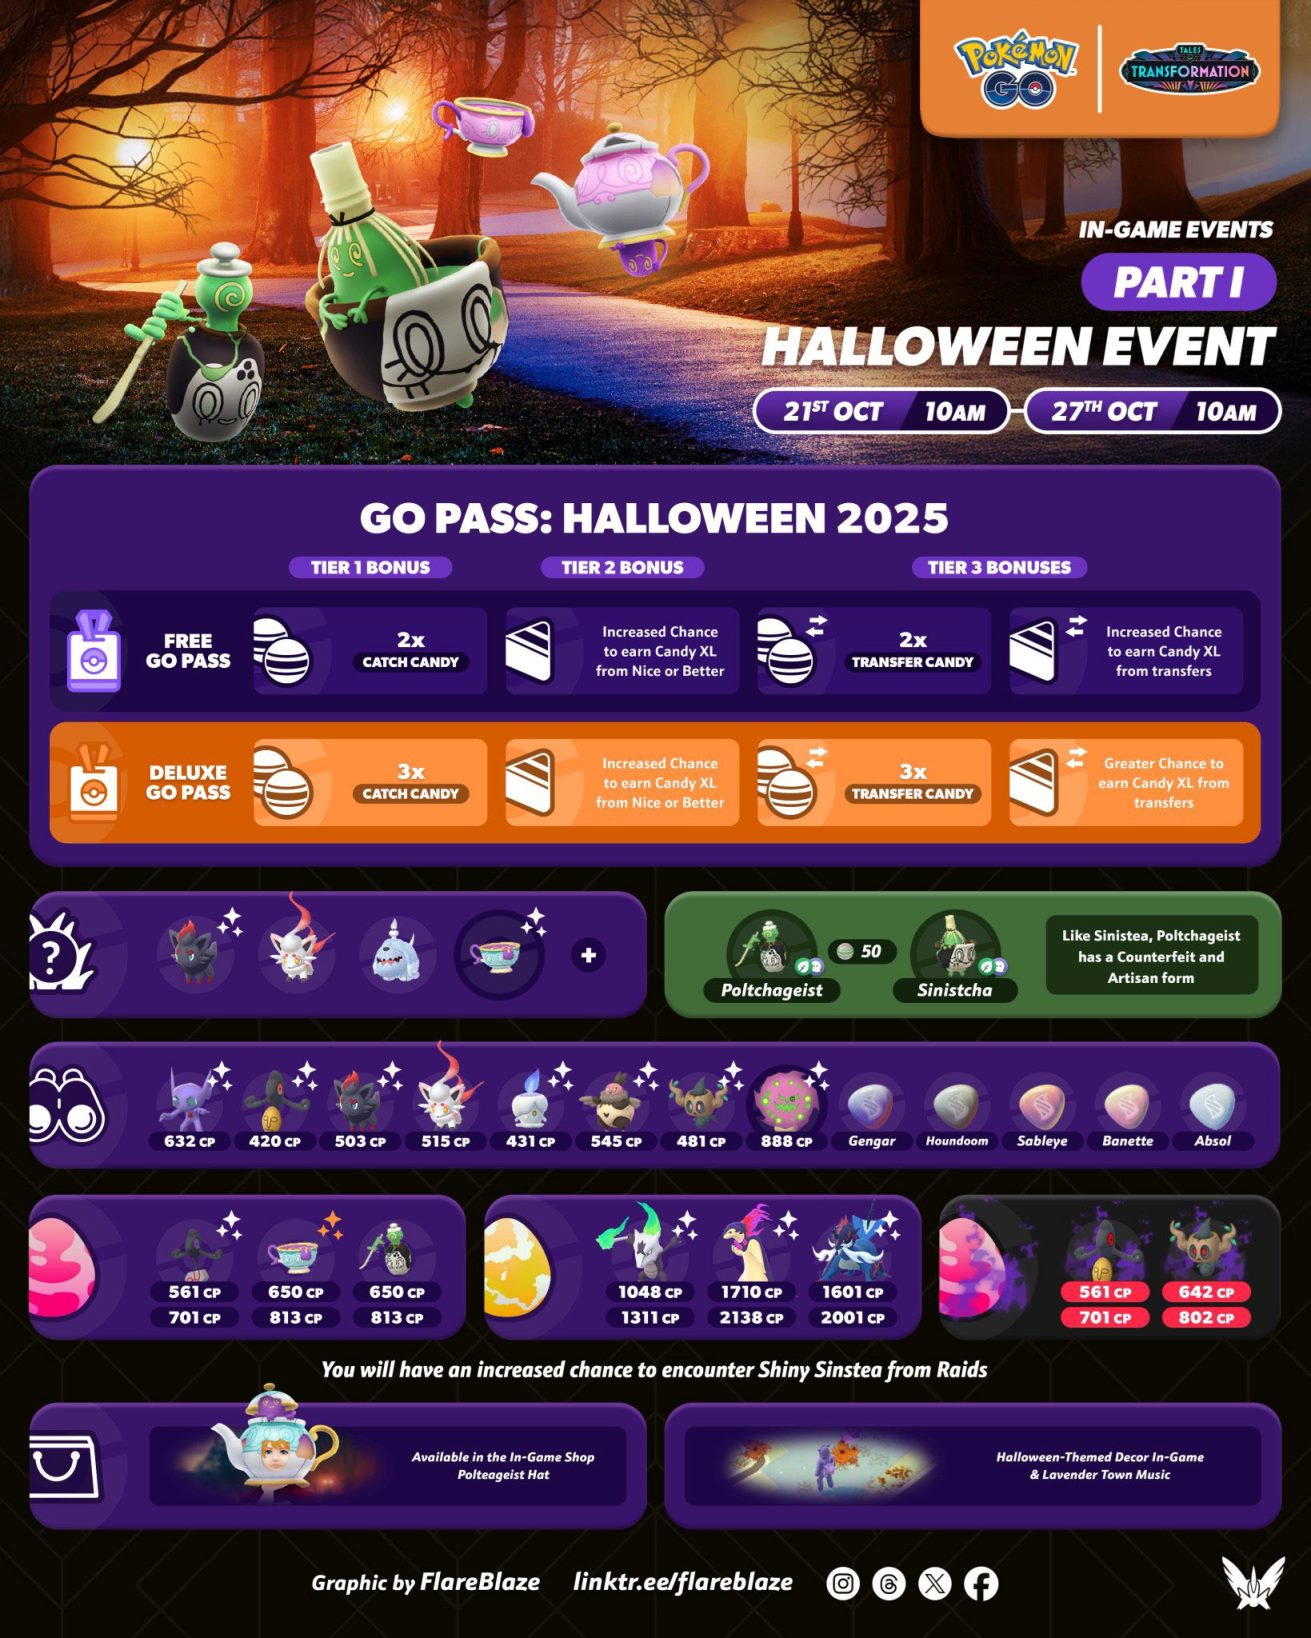 POKÉMON
GO
TALES
OF
TRANSFORMATION
IN-GAME EVENTS
PART I
HALLOWEEN EVENT
21ST OCT 10AM
27TH OCT 10AM
GO PASS: HALLOWEEN 2025
TIER 1 BONUS
TIER 2 BONUS
TIER 3 BONUSES
FREE
GO PASS
2x
CATCH CANDY
Increased Chance
to earn Candy XL
from Nice or Better
2x
TRANSFER CANDY
Increased Chance
to earn Candy XL
from transfers
DELUXE
GO PASS
3x
CATCH CANDY
Increased Chance
to earn Candy XL
from Nice or Better
3x
TRANSFER CANDY
Greater Chance to
earn Candy XL from
transfers
?
+
Poltchageist
50
Sinistcha
Like Sinistea, Poltchageist
has a Counterfeit and
Artisan form
632 CP
420 CP
503 CP
515 CP
431 CP
545 CP
481 CP
888 CP
Gengar
Houndoom
Sableye
Banette
Absol
561 CP
650 CP
650 CP
701 CP
813 CP
813 CP
1048 CP
1710 CP
1601 CP
1311 CP
2138 CP
2001 CP
561 CP
642 CP
701 CP
802 CP
You will have an increased chance to encounter Shiny Sinstea from Raids
Available in the In-Game Shop
Polteageist Hat
Halloween-Themed Decor In-Game
& Lavender Town Music
Graphic by FlareBlaze
linktr.ee/flareblaze